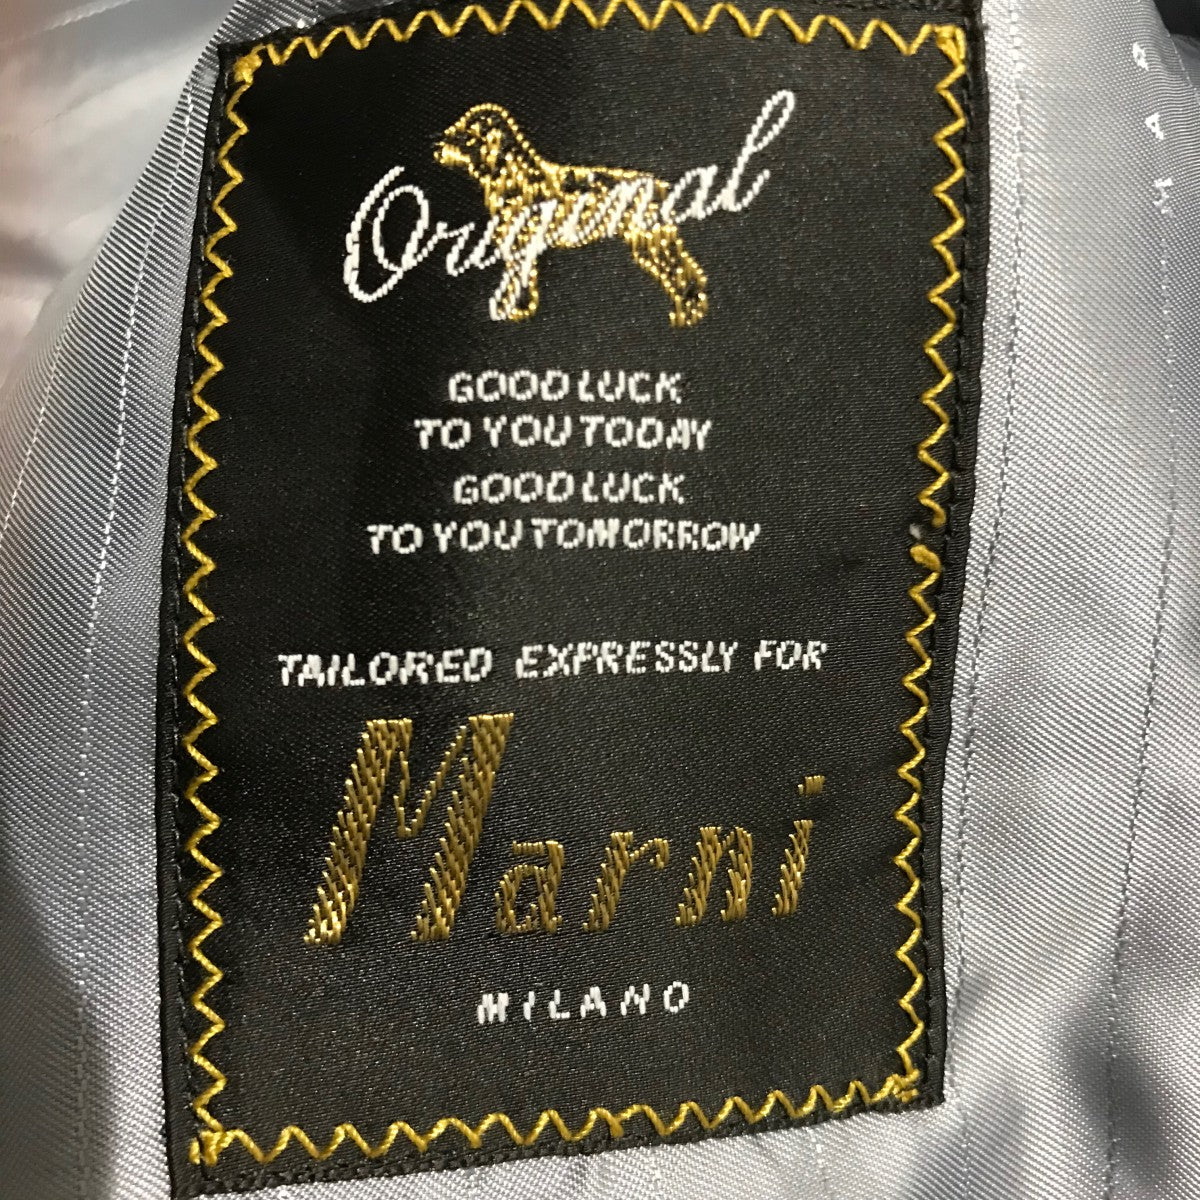 Original
GOOD LUCK
TO YOU TODAY
GOOD LUCK
TO YOU TOMORROW
TAILORED EXPRESSLY FOR
Marni
MILANO